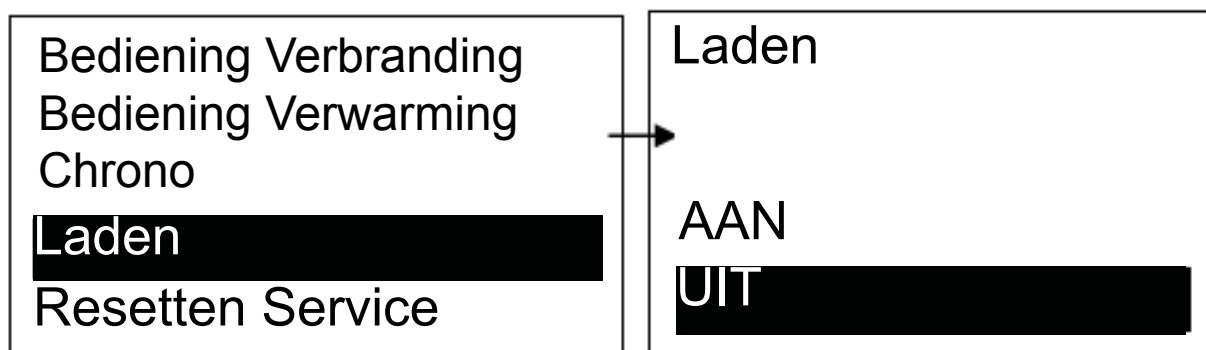 Bediening Verbranding
Bediening Verwarming
Chrono
Laden
Resetten Service
Laden
AAN
UIT